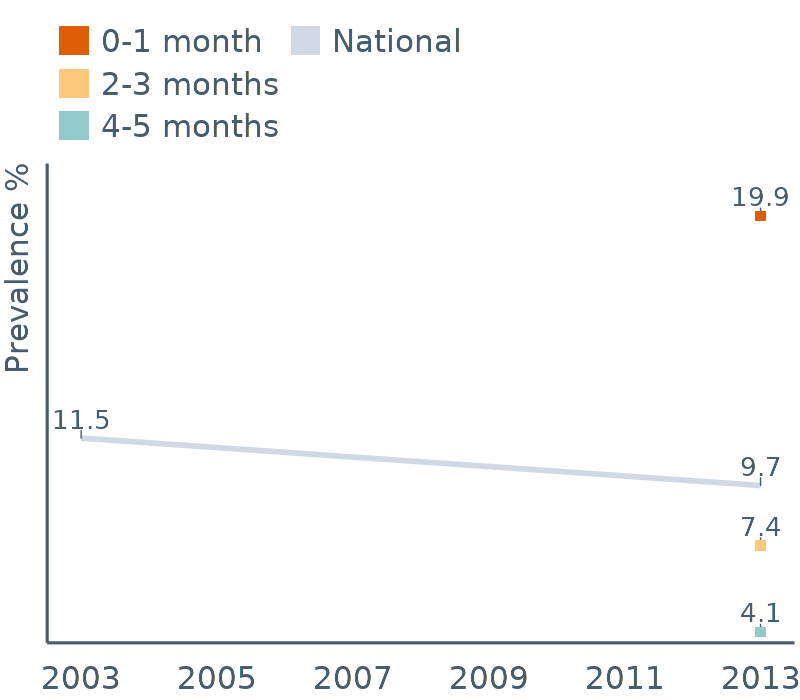 0-1 month
National
2-3 months
4-5 months
Prevalence %
19.9
11.5
9.7
7.4
4.1
2003 2005 2007 2009 2011 2013